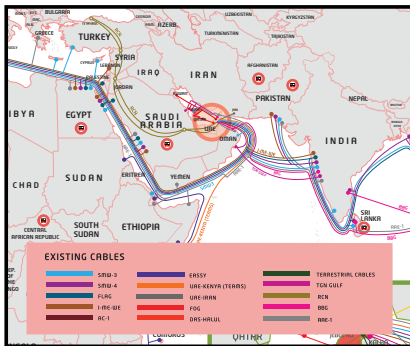 BULGARIA
GREECE
TURKEY
AZERB.
UZBEKISTAN
KYRGYZSTAN
TURKMENISTAN
TAJIKISTAN
SYRIA
CYPRUS
LEBANON
PALESTINE
JORDAN
IRAQ
IRAN
AFGHANISTAN
PAKISTAN
NEPAL
IBYA
EGYPT
SAUDI
ARABIA
UAE
OMAN
INDIA
CHAD
SUDAN
ERITREA
YEMEN
CENTRAL
AFRICAN REPUBLIC
SOUTH
SUDAN
ETHIOPIA
SRI
LANKA
EXISTING CABLES
SMW-3
SMW-4
FLAG
I-ME-WE
AC-1
EASSY
UAE-KENYA (TEAMS)
UAE-IRAN
FOG
DAS-HALUL
TERRESTRIAL CABLES
TGN GULF
RCN
BBG
AAE-1
COMOROS
QATAR